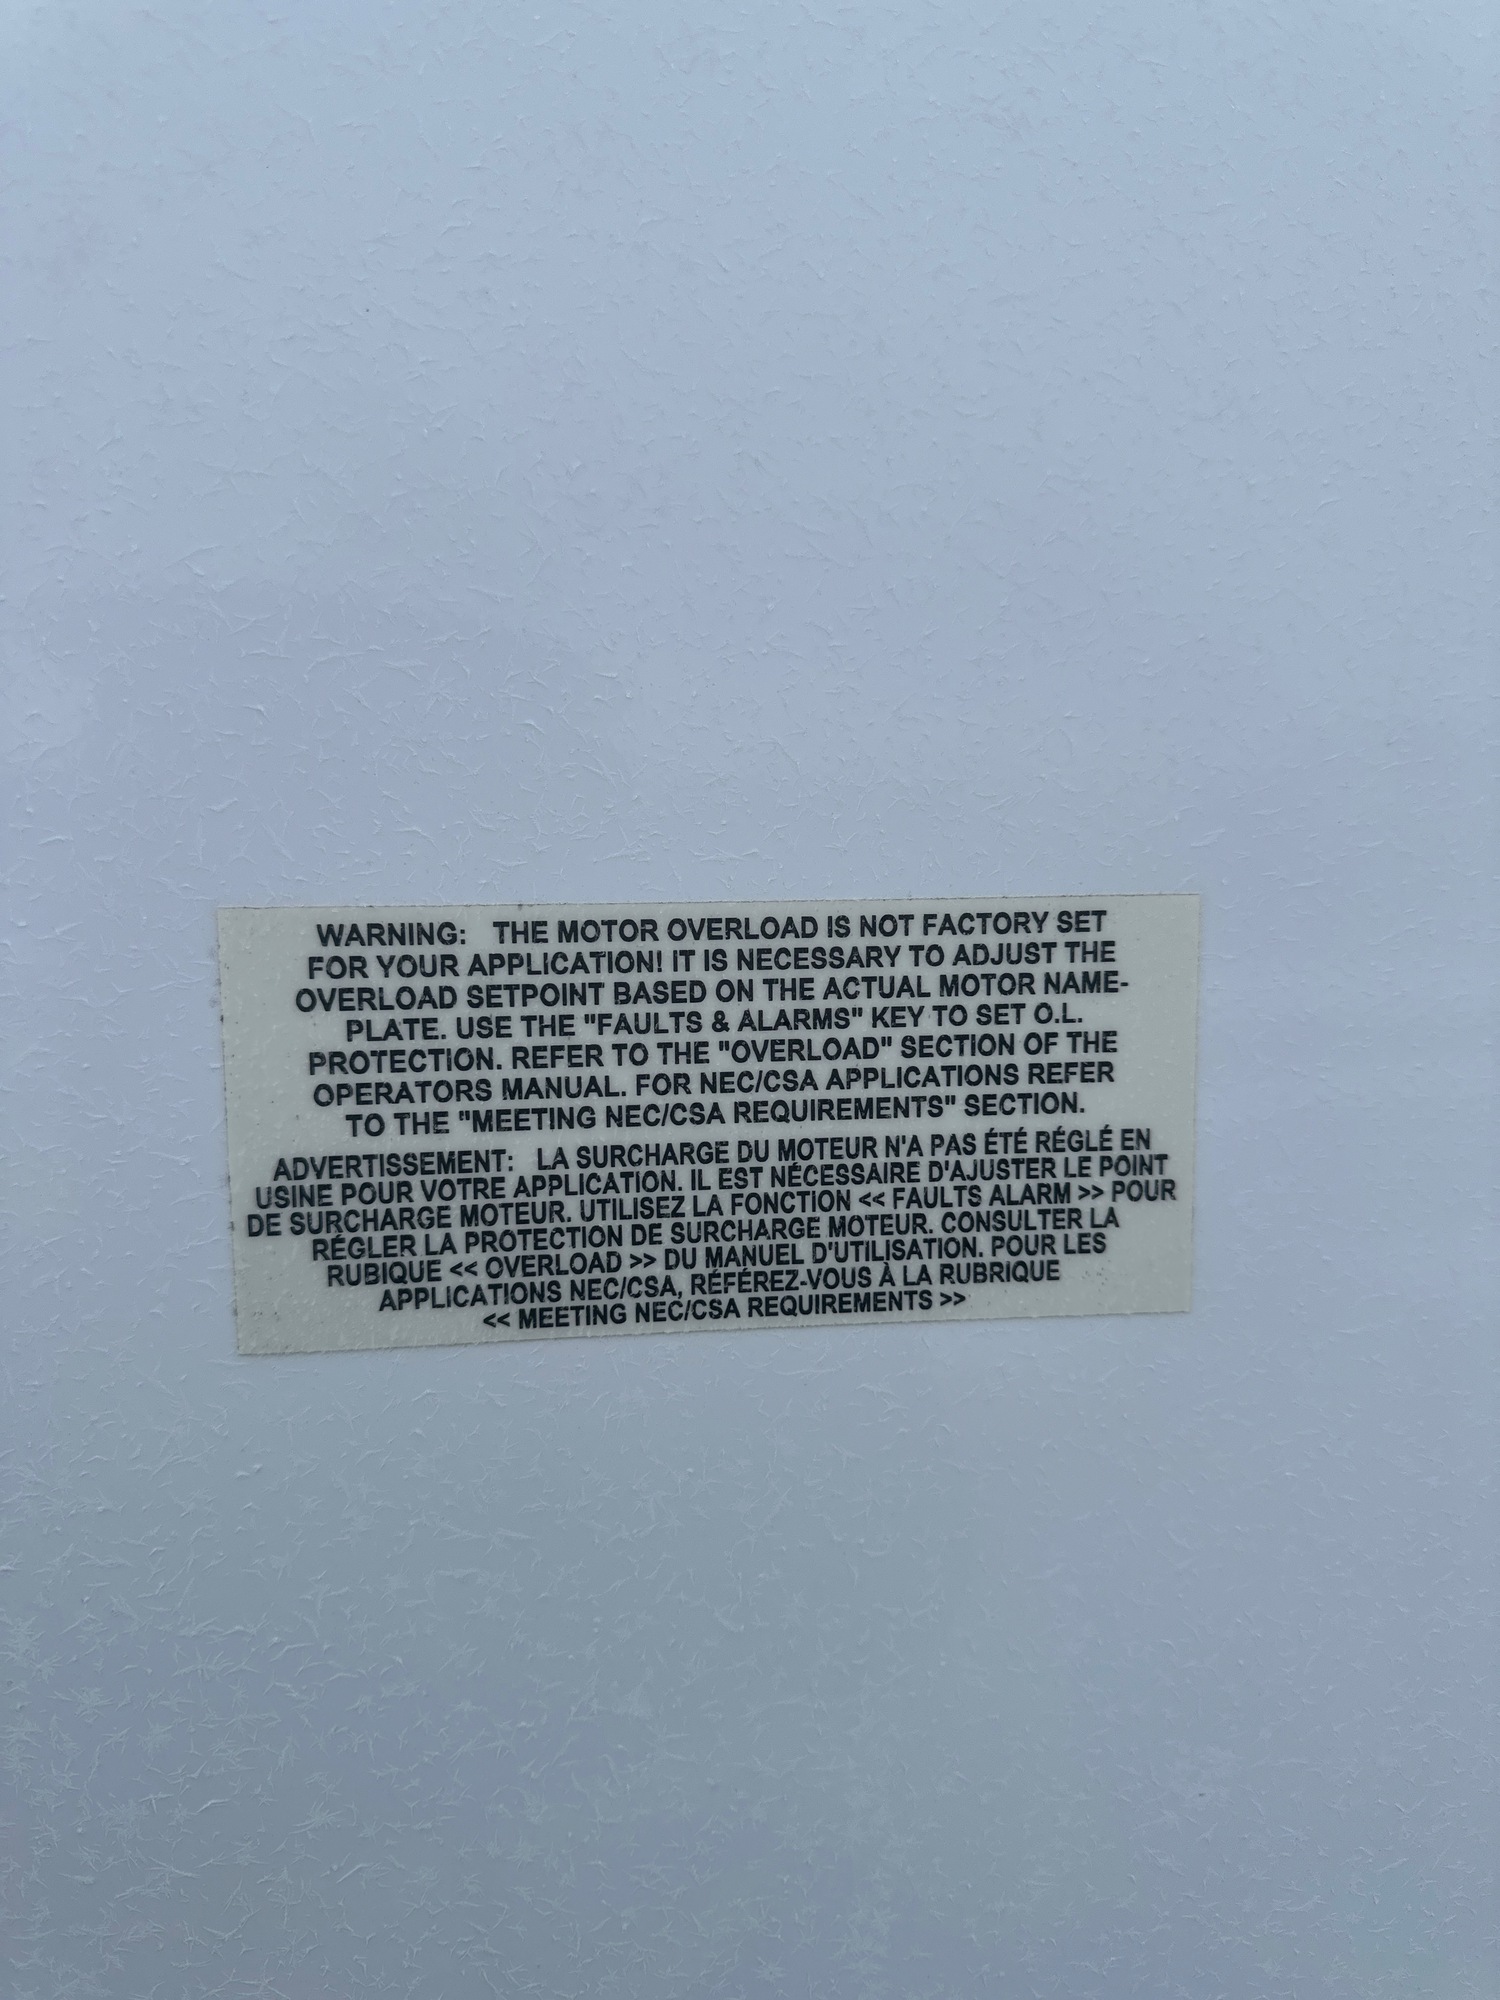 WARNING: THE MOTOR OVERLOAD IS NOT FACTORY SET
FOR YOUR APPLICATION! IT IS NECESSARY TO ADJUST THE
OVERLOAD SETPOINT BASED ON THE ACTUAL MOTOR NAME-
PLATE. USE THE "FAULTS & ALARMS" KEY TO SET O.L.
PROTECTION. REFER TO THE "OVERLOAD" SECTION OF THE
OPERATORS MANUAL. FOR NEC/CSA APPLICATIONS REFER
TO THE "MEETING NEC/CSA REQUIREMENTS" SECTION.
ADVERTISSEMENT: LA SURCHARGE DU MOTEUR N'A PAS ÉTÉ RÉGLÉ EN
USINE POUR VOTRE APPLICATION. IL EST NÉCESSAIRE D'AJUSTER LE POINT
DE SURCHARGE MOTEUR. UTILISEZ LA FONCTION << FAULTS ALARM >> POUR
RÉGLER LA PROTECTION DE SURCHARGE MOTEUR. CONSULTER LA
RUBIQUE << OVERLOAD >> DU MANUEL D'UTILISATION. POUR LES
APPLICATIONS NEC/CSA, RÉFÉREZ-VOUS À LA RUBRIQUE
<< MEETING NEC/CSA REQUIREMENTS >>